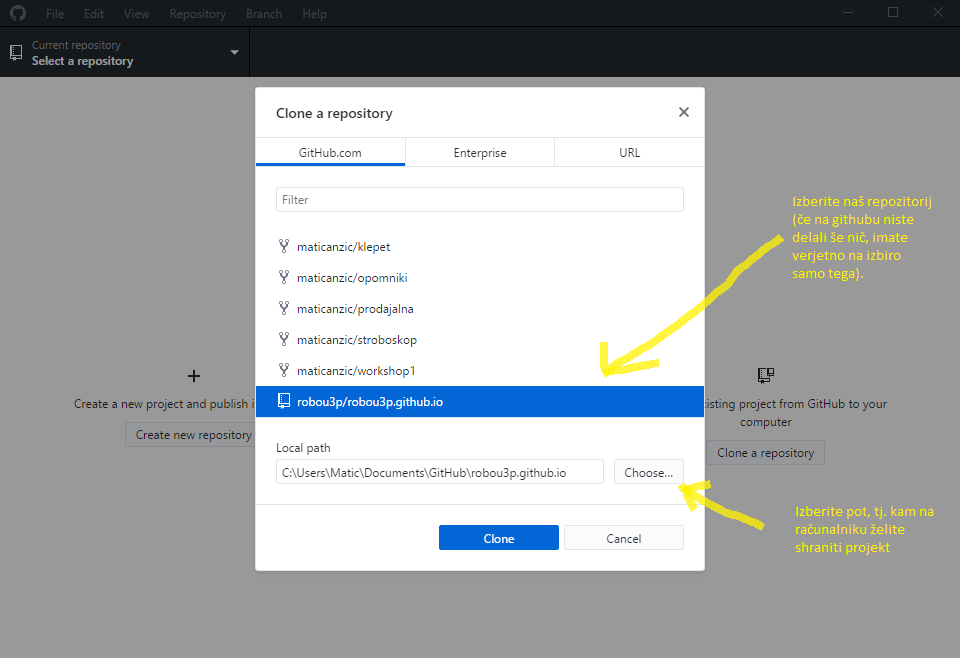 File Edit View Repository Branch Help
Current repository
Select a repository
Clone a repository
GitHub.com Enterprise URL
Filter
maticanzic/klepet
maticanzic/opomniki
maticanzic/prodajalna
maticanzic/stroboskop
maticanzic/workshop1
robou3p/robou3p.github.io
Local path
C:\Users\Matic\Documents\GitHub\robou3p.github.io
Choose...
Clone Cancel
Create a new project and publish i
Create new repository
isting project from GitHub to your
computer
Clone a repository
Izberite naš repozitorij
(če na githubu niste
delali še nič, imate
verjetno na izbiro
samo tega).
Izberite pot, tj. kam na
računalniku želite
shraniti projekt